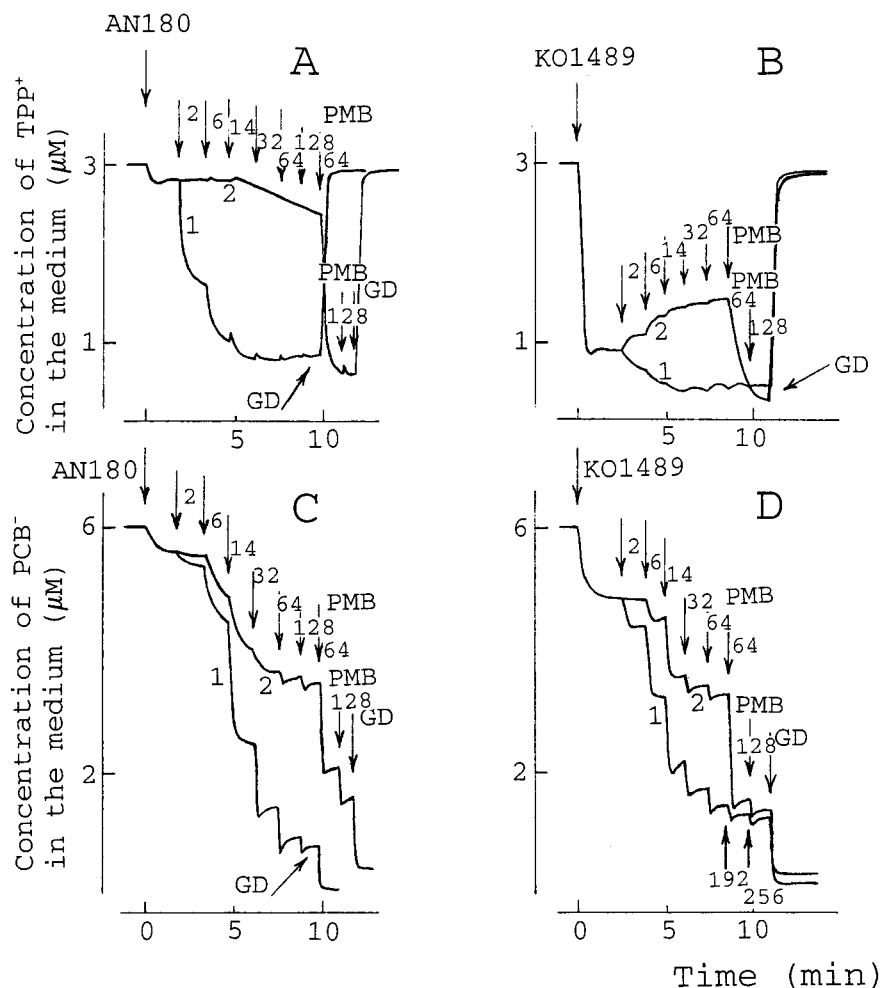 AN180
A
Concentration of TPP+
in the medium (µM)
3
1
2
6
14
32
64
128
PMB
64
1
2
PMB
128
GD
GD
0
5
10
KO1489
B
3
1
2
6
14
32
64
PMB
PMB
64
128
2
1
GD
0
5
10
AN180
C
Concentration of PCB-
in the medium (µM)
6
2
2
6
14
32
64
128
PMB
64
1
2
PMB
128
GD
GD
0
5
10
KO1489
D
6
2
2
6
14
32
64
PMB
64
1
2
PMB
128
GD
192
256
0
5
10
Time (min)